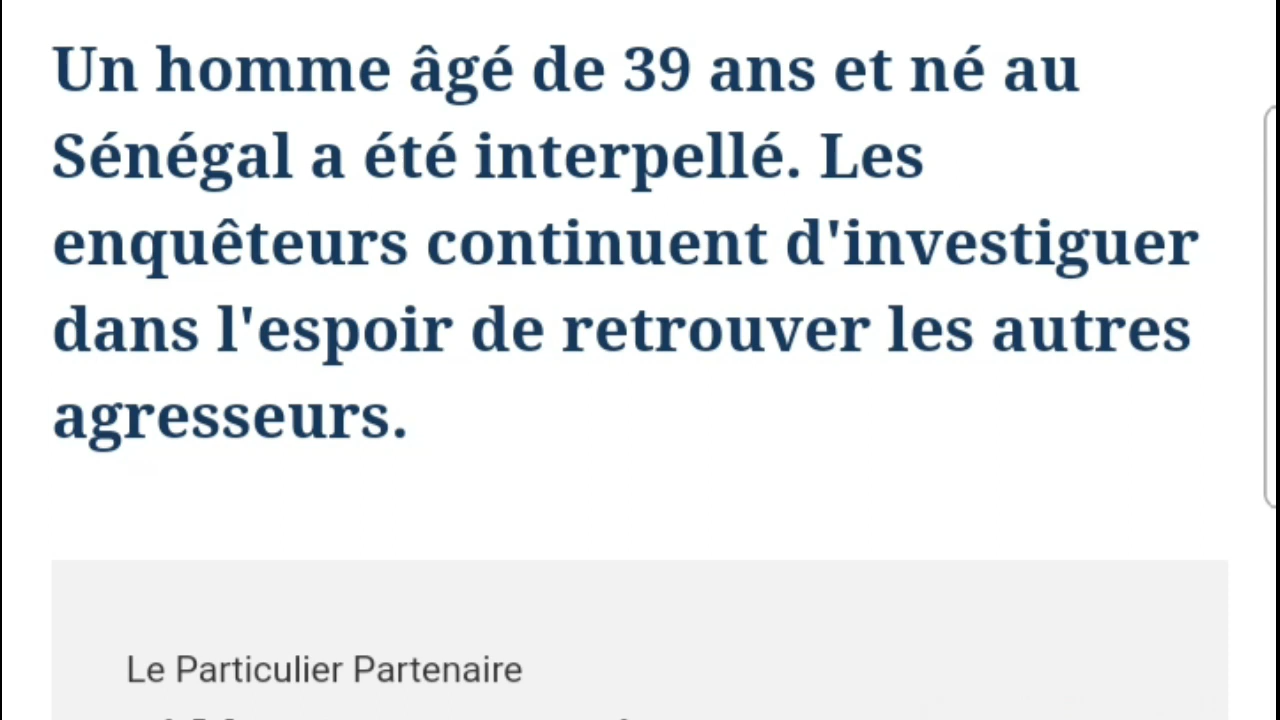 Un homme âgé de 39 ans et né au
Sénégal a été interpellé. Les
enquêteurs continuent d'investiguer
dans l'espoir de retrouver les autres
agresseurs.
Le Particulier Partenaire